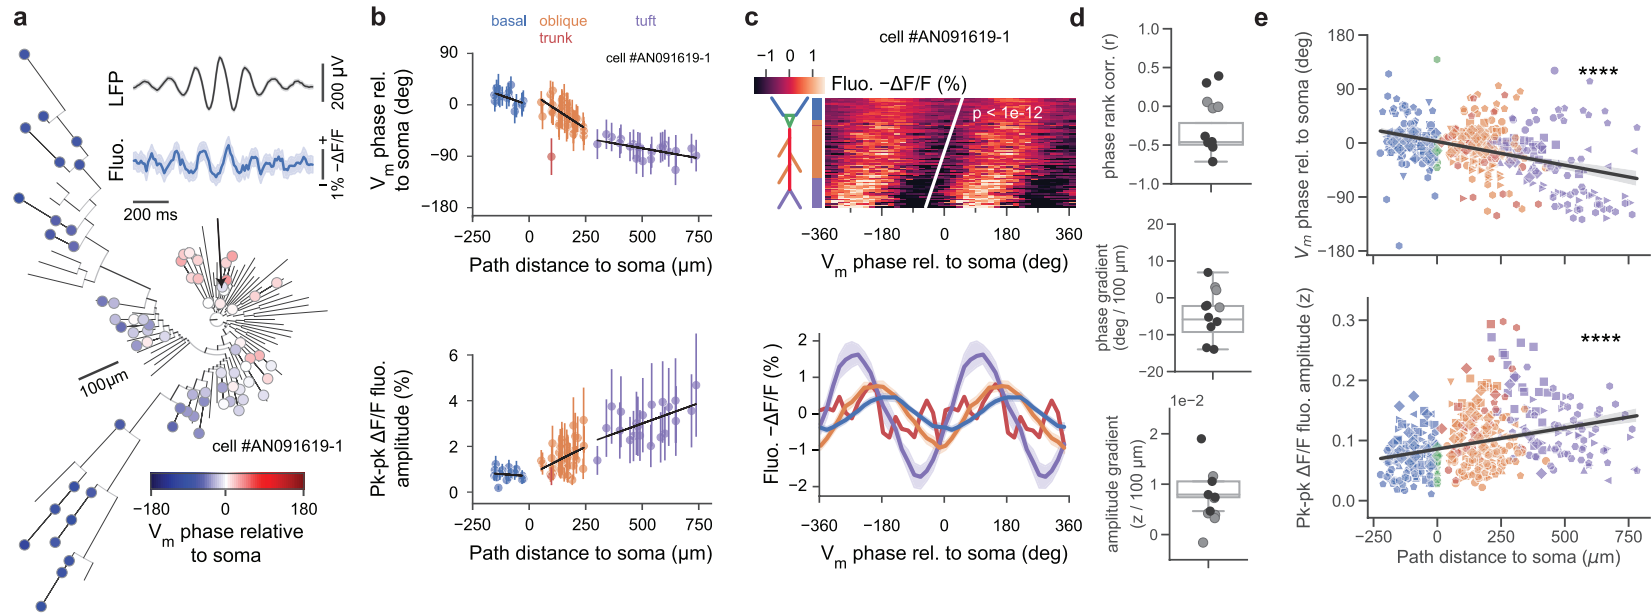 a
LFP
200 µV
Fluo.
1% −ΔF/F
+
−
200 ms
100µm
cell #AN091619-1
−180
0
180
Vm phase relative
to soma
b
basal
oblique
tuft
trunk
cell #AN091619-1
Vm phase rel.
to soma (deg)
90
0
−90
−180
−250
0
250
500
750
Path distance to soma (µm)
Pk-pk ΔF/F fluo.
amplitude (%)
6
4
2
0
−250
0
250
500
750
Path distance to soma (µm)
c
cell #AN091619-1
−1
0
1
Fluo. −ΔF/F (%)
p < 1e-12
−360
−180
0
180
360
Vm phase rel. to soma (deg)
Fluo. −ΔF/F (% )
2
1
0
−1
−2
−360
−180
0
180
360
Vm phase rel. to soma (deg)
d
phase rank corr. (r)
1.0
0.5
0.0
−0.5
−1.0
phase gradient
(deg / 100 µm)
20
10
0
−10
−20
amplitude gradient
(z / 100 µm)
1e−2
2
1
0
e
Vm phase rel. to soma (deg)
180
90
0
−90
−180
****
Pk-pk ΔF/F fluo. amplitude (z)
0.3
0.2
0.1
0.0
****
−250
0
250
500
750
Path distance to soma (µm)